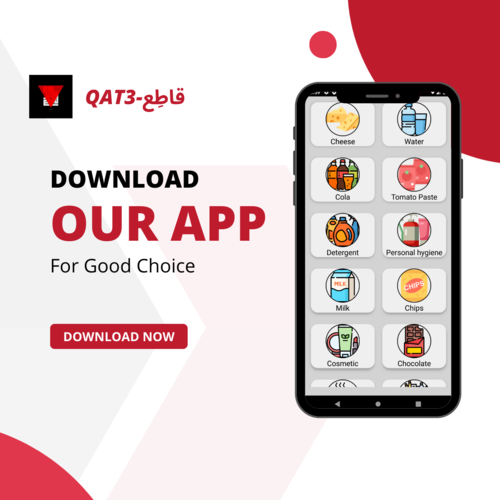 QAT3-قاطِع
DOWNLOAD
OUR APP
For Good Choice
DOWNLOAD NOW
Cheese
Water
Cola
Tomato Paste
Detergent
Personal hygiene
MILK
Milk
CHIPS
Chips
Cosmetic
Chocolate